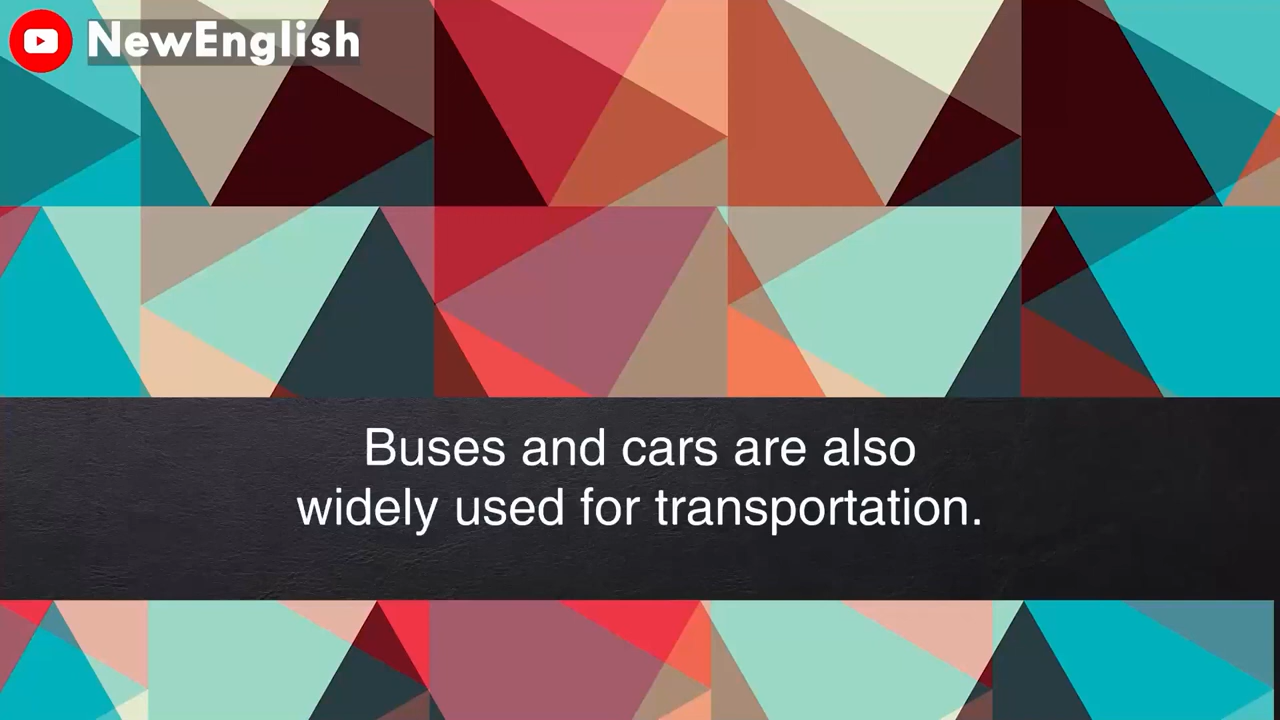 NewEnglish
Buses and cars are also
widely used for transportation.